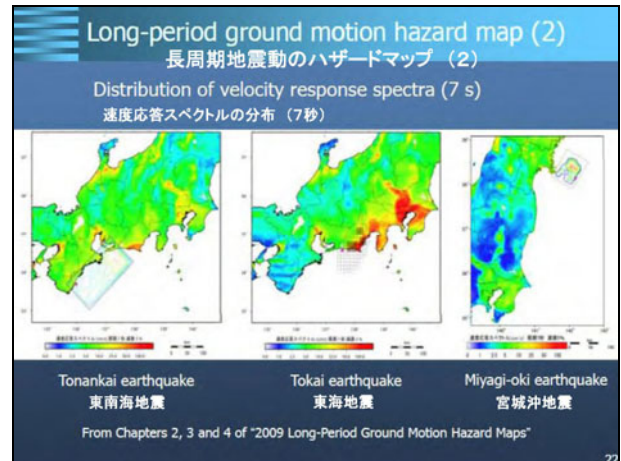 Long-period ground motion hazard map (2)
長周期地震動のハザードマップ （２）
Distribution of velocity response spectra (7 s)
速度応答スペクトルの分布 （７秒）
Tonankai earthquake
東南海地震
Tokai earthquake
東海地震
Miyagi-oki earthquake
宮城沖地震
From Chapters 2, 3 and 4 of "2009 Long-Period Ground Motion Hazard Maps"
22